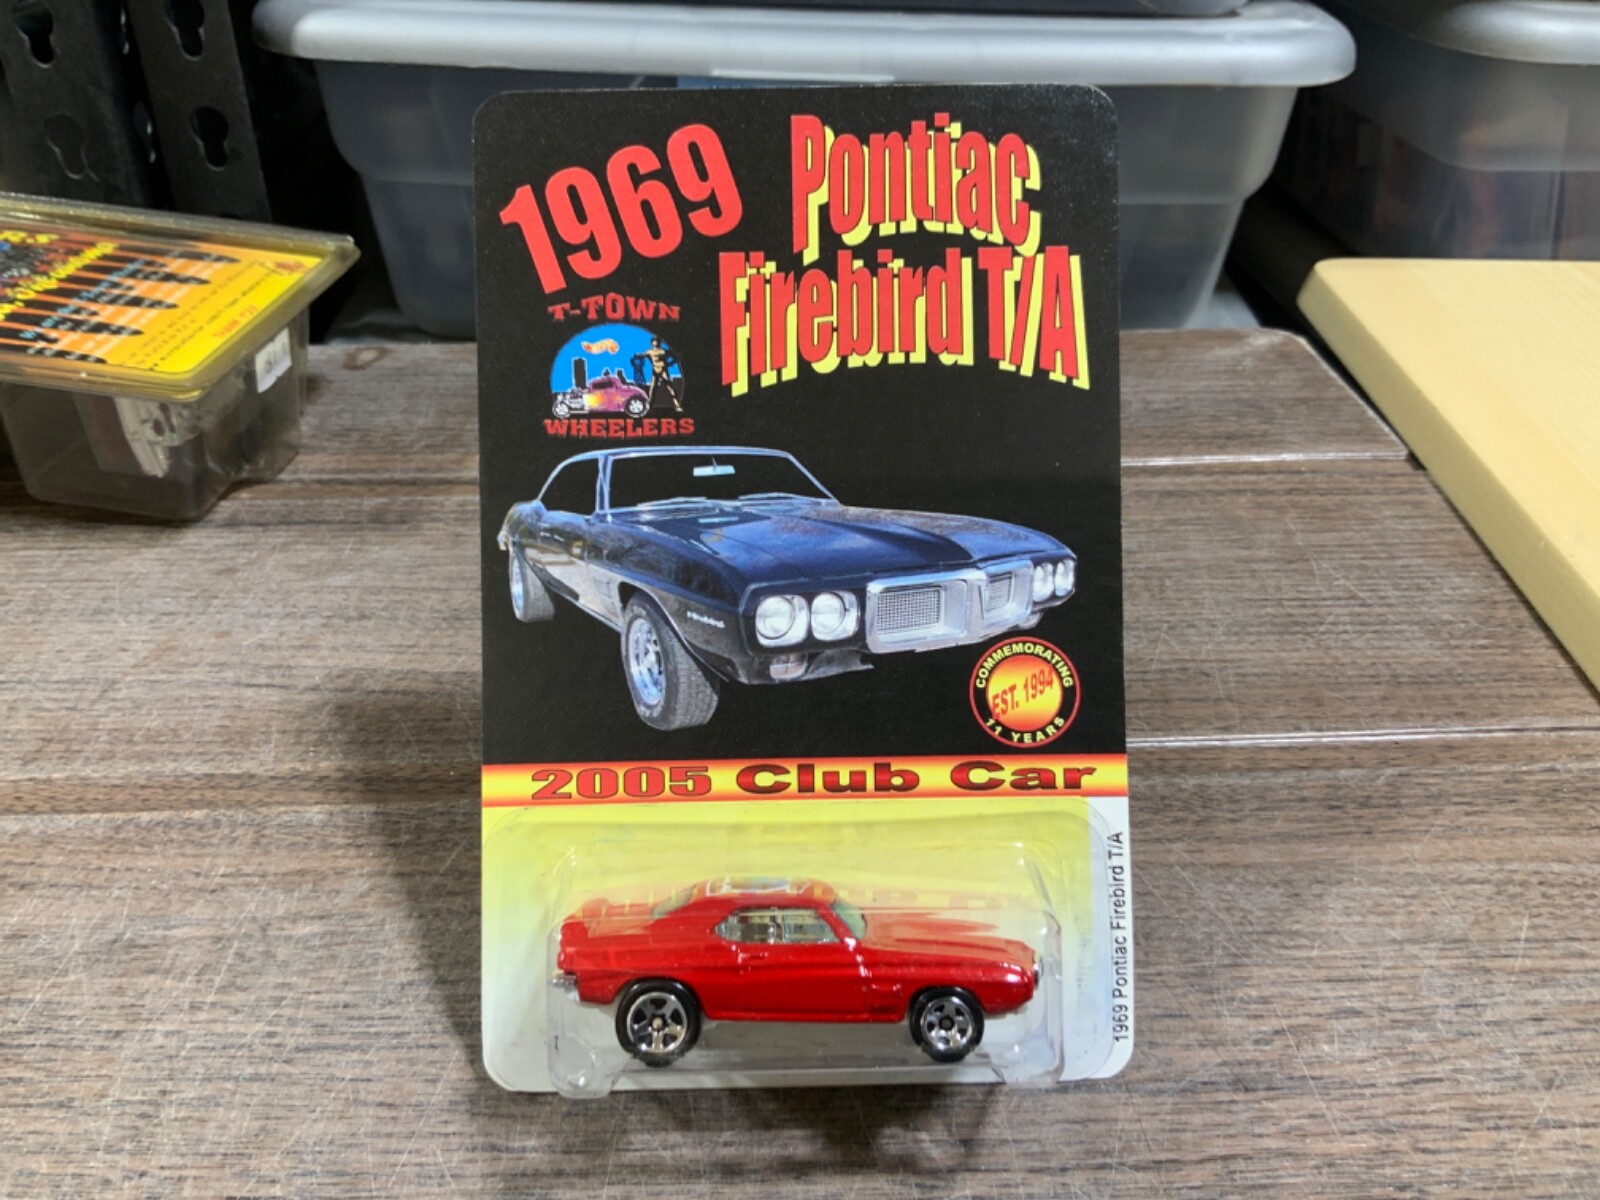 1969
Pontiac
Firebird T/A
T-TOWN
WHEELERS
COMMEMORATING
EST. 1994
11 YEARS
2005 Club Car
1969 Pontiac Firebird T/A